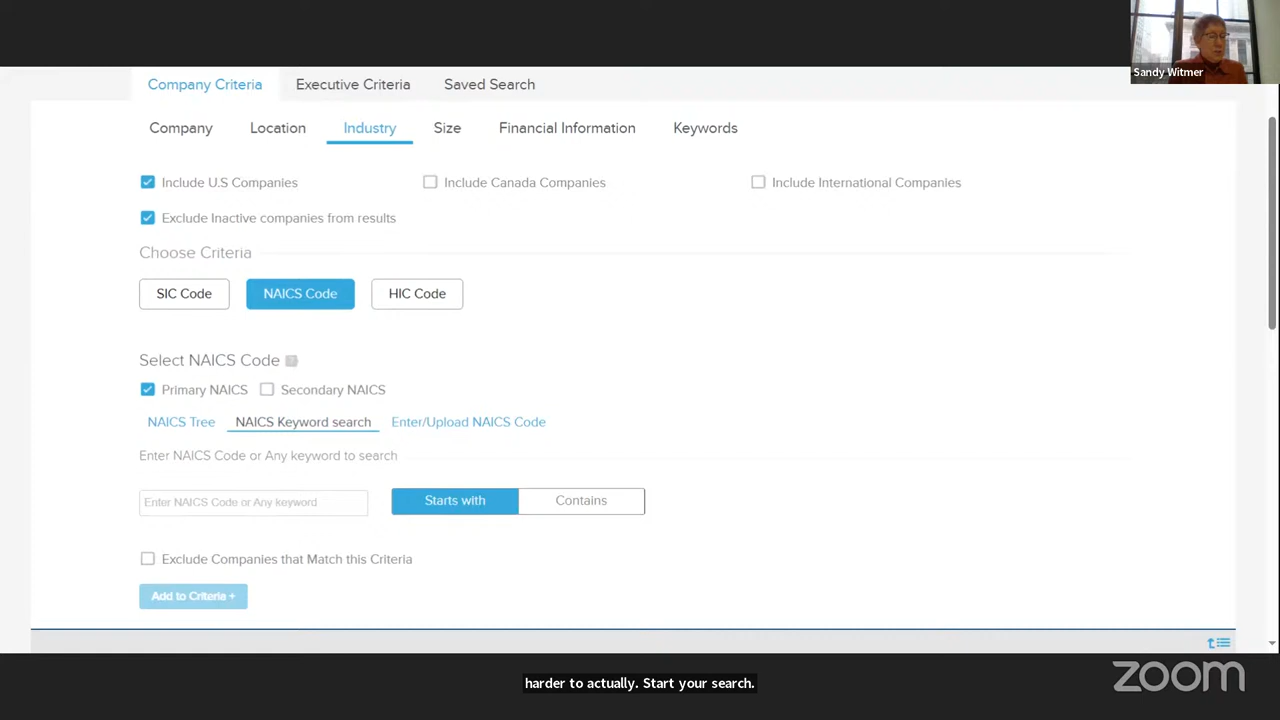 Sandy Witmer
Company Criteria Executive Criteria Saved Search
Company Location Industry Size Financial Information Keywords
Include U.S Companies Include Canada Companies Include International Companies
Exclude Inactive companies from results
Choose Criteria
SIC Code NAICS Code HIC Code
Select NAICS Code
Primary NAICS Secondary NAICS
NAICS Tree NAICS Keyword search Enter/Upload NAICS Code
Enter NAICS Code or Any keyword to search
Enter NAICS Code or Any keyword Starts with Contains
Exclude Companies that Match this Criteria
Add to Criteria +
harder to actually. Start your search.
zoom